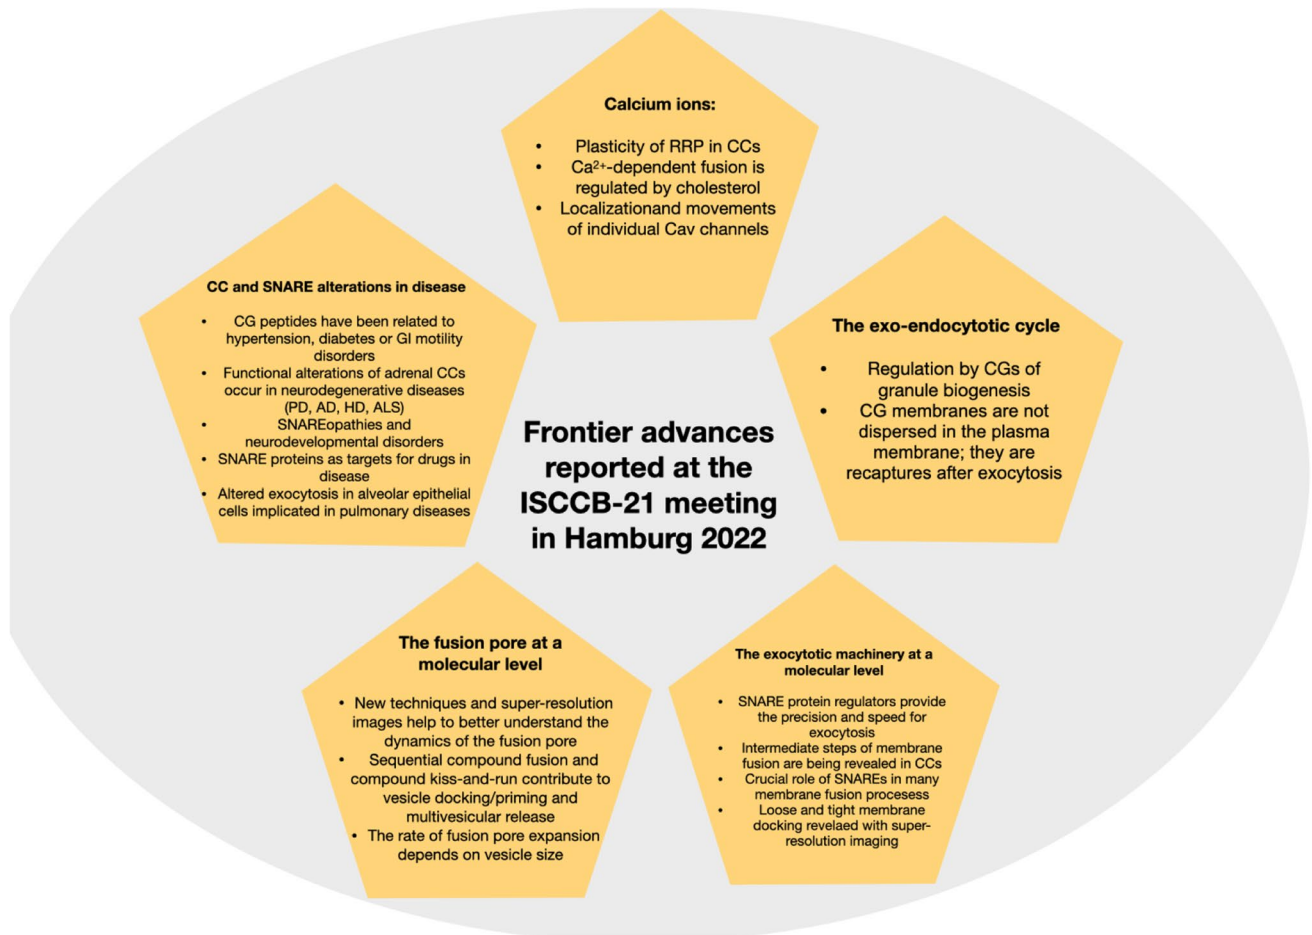 Calcium ions:
• Plasticity of RRP in CCs
• Ca²⁺-dependent fusion is
regulated by cholesterol
• Localizationand movements
of individual Cav channels
CC and SNARE alterations in disease
• CG peptides have been related to
hypertension, diabetes or GI motility
disorders
• Functional alterations of adrenal CCs
occur in neurodegenerative diseases
(PD, AD, HD, ALS)
• SNAREopathies and
neurodevelopmental disorders
• SNARE proteins as targets for drugs in
disease
• Altered exocytosis in alveolar epithelial
cells implicated in pulmonary diseases
The exo-endocytotic cycle
• Regulation by CGs of
granule biogenesis
• CG membranes are not
dispersed in the plasma
membrane; they are
recaptures after exocytosis
Frontier advances
reported at the
ISCCB-21 meeting
in Hamburg 2022
The fusion pore at a
molecular level
• New techniques and super-resolution
images help to better understand the
dynamics of the fusion pore
• Sequential compound fusion and
compound kiss-and-run contribute to
vesicle docking/priming and
multivesicular release
• The rate of fusion pore expansion
depends on vesicle size
The exocytotic machinery at a
molecular level
• SNARE protein regulators provide
the precision and speed for
exocytosis
• Intermediate steps of membrane
fusion are being revealed in CCs
• Crucial role of SNAREs in many
membrane fusion procesess
• Loose and tight membrane
docking revelaed with super-
resolution imaging